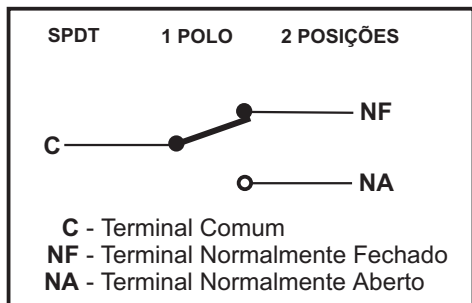 SPDT 1 POLO 2 POSIÇÕES
NF
C
NA
C - Terminal Comum
NF - Terminal Normalmente Fechado
NA - Terminal Normalmente Aberto